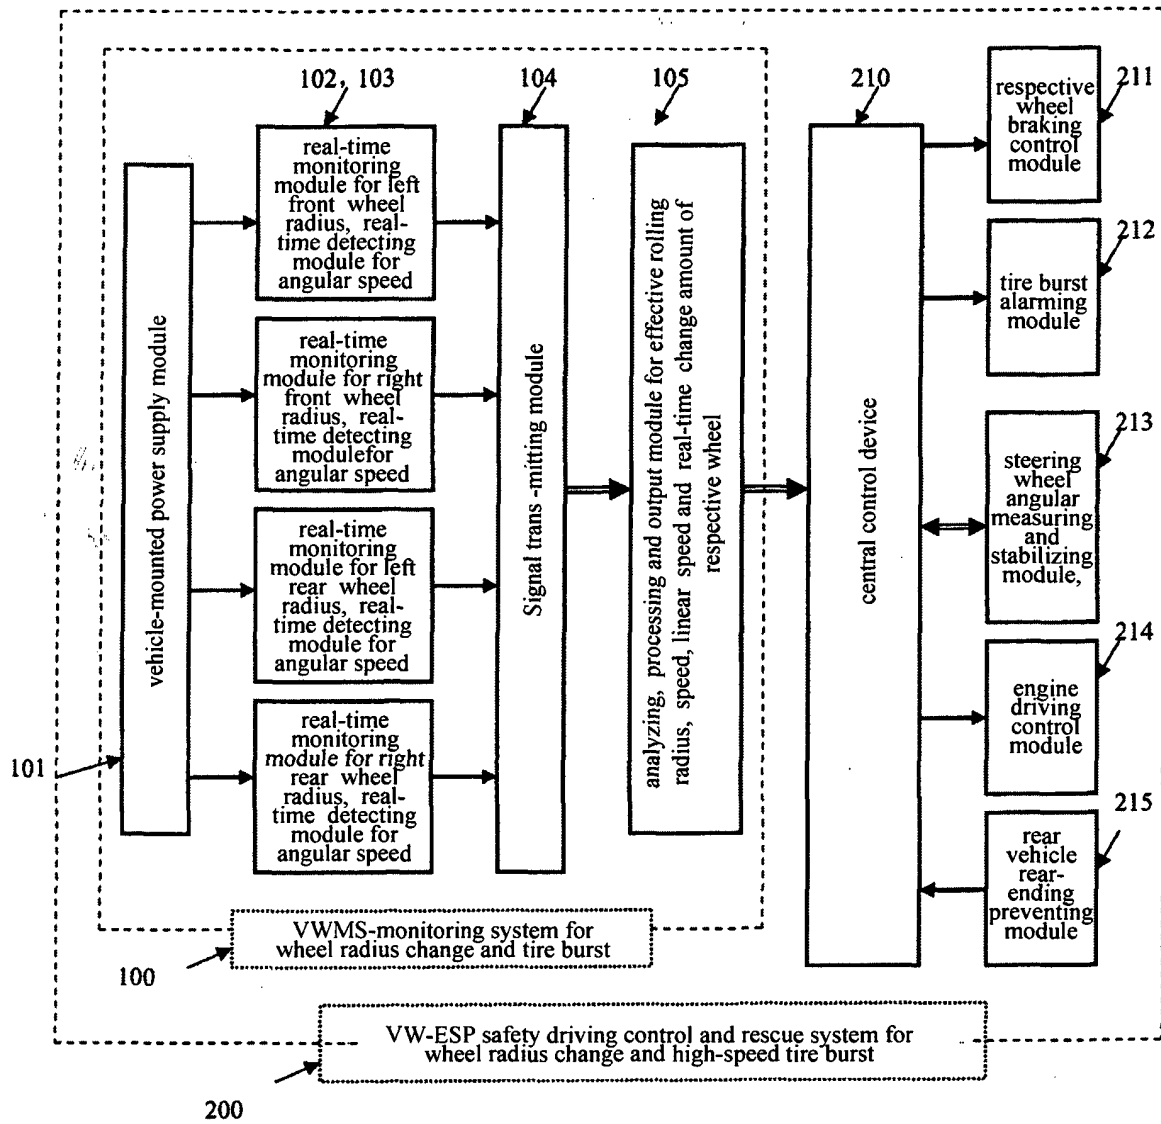 102, 103
104
105
210
211
respective
wheel
braking
control
module
vehicle-mounted power supply module
real-time
monitoring
module for left
front wheel
radius, real-
time detecting
module for
angular speed
real-time
monitoring
module for right
front wheel
radius, real-
time detecting
modulefor
angular speed
real-time
monitoring
module for left
rear wheel
radius, real-
time detecting
module for
angular speed
real-time
monitoring
module for right
rear wheel
radius, real-
time detecting
module for
angular speed
Signal trans -mitting module
analyzing, processing and output module for effective rolling
radius, speed, linear speed and real-time change amount of
respective wheel
central control device
212
tire burst
alarming
module
213
steering
wheel
angular
measuring
and
stabilizing
module,
214
engine
driving
control
module
215
rear
vehicle
rear-
ending
preventing
module
101
VWMS-monitoring system for
wheel radius change and tire burst
100
VW-ESP safety driving control and rescue system for
wheel radius change and high-speed tire burst
200